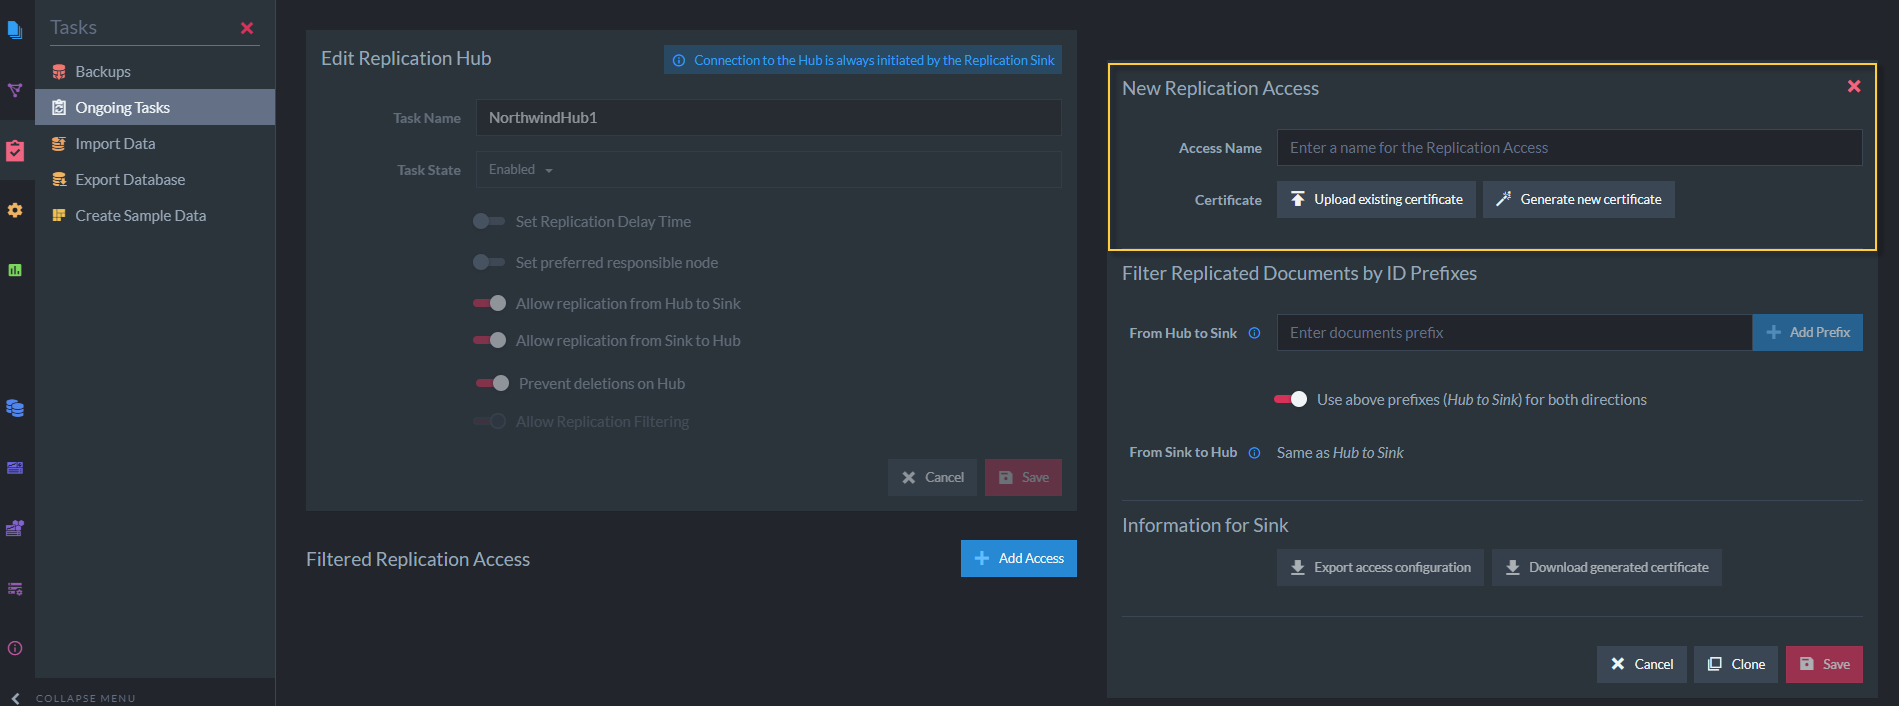 Tasks
Backups
Ongoing Tasks
Import Data
Export Database
Create Sample Data
COLLAPSE MENU
Edit Replication Hub
Connection to the Hub is always initiated by the Replication Sink
Task Name NorthwindHub1
Task State Enabled
Set Replication Delay Time
Set preferred responsible node
Allow replication from Hub to Sink
Allow replication from Sink to Hub
Prevent deletions on Hub
Allow Replication Filtering
Cancel Save
Filtered Replication Access Add Access
New Replication Access
Access Name Enter a name for the Replication Access
Certificate Upload existing certificate Generate new certificate
Filter Replicated Documents by ID Prefixes
From Hub to Sink Enter documents prefix Add Prefix
Use above prefixes (Hub to Sink) for both directions
From Sink to Hub Same as Hub to Sink
Information for Sink
Export access configuration Download generated certificate
Cancel Clone Save